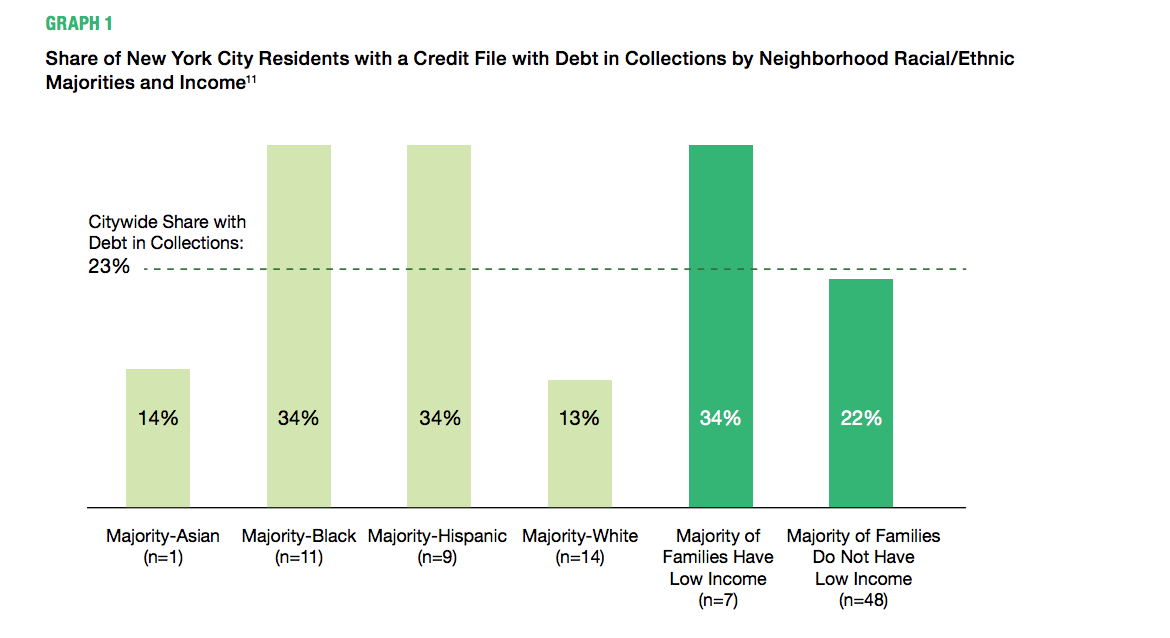 GRAPH 1
Share of New York City Residents with a Credit File with Debt in Collections by Neighborhood Racial/Ethnic
Majorities and Income¹¹
Citywide Share with
Debt in Collections:
23%
14%
34%
34%
13%
34%
22%
Majority-Asian
(n=1)
Majority-Black
(n=11)
Majority-Hispanic
(n=9)
Majority-White
(n=14)
Majority of
Families Have
Low Income
(n=7)
Majority of Families
Do Not Have
Low Income
(n=48)